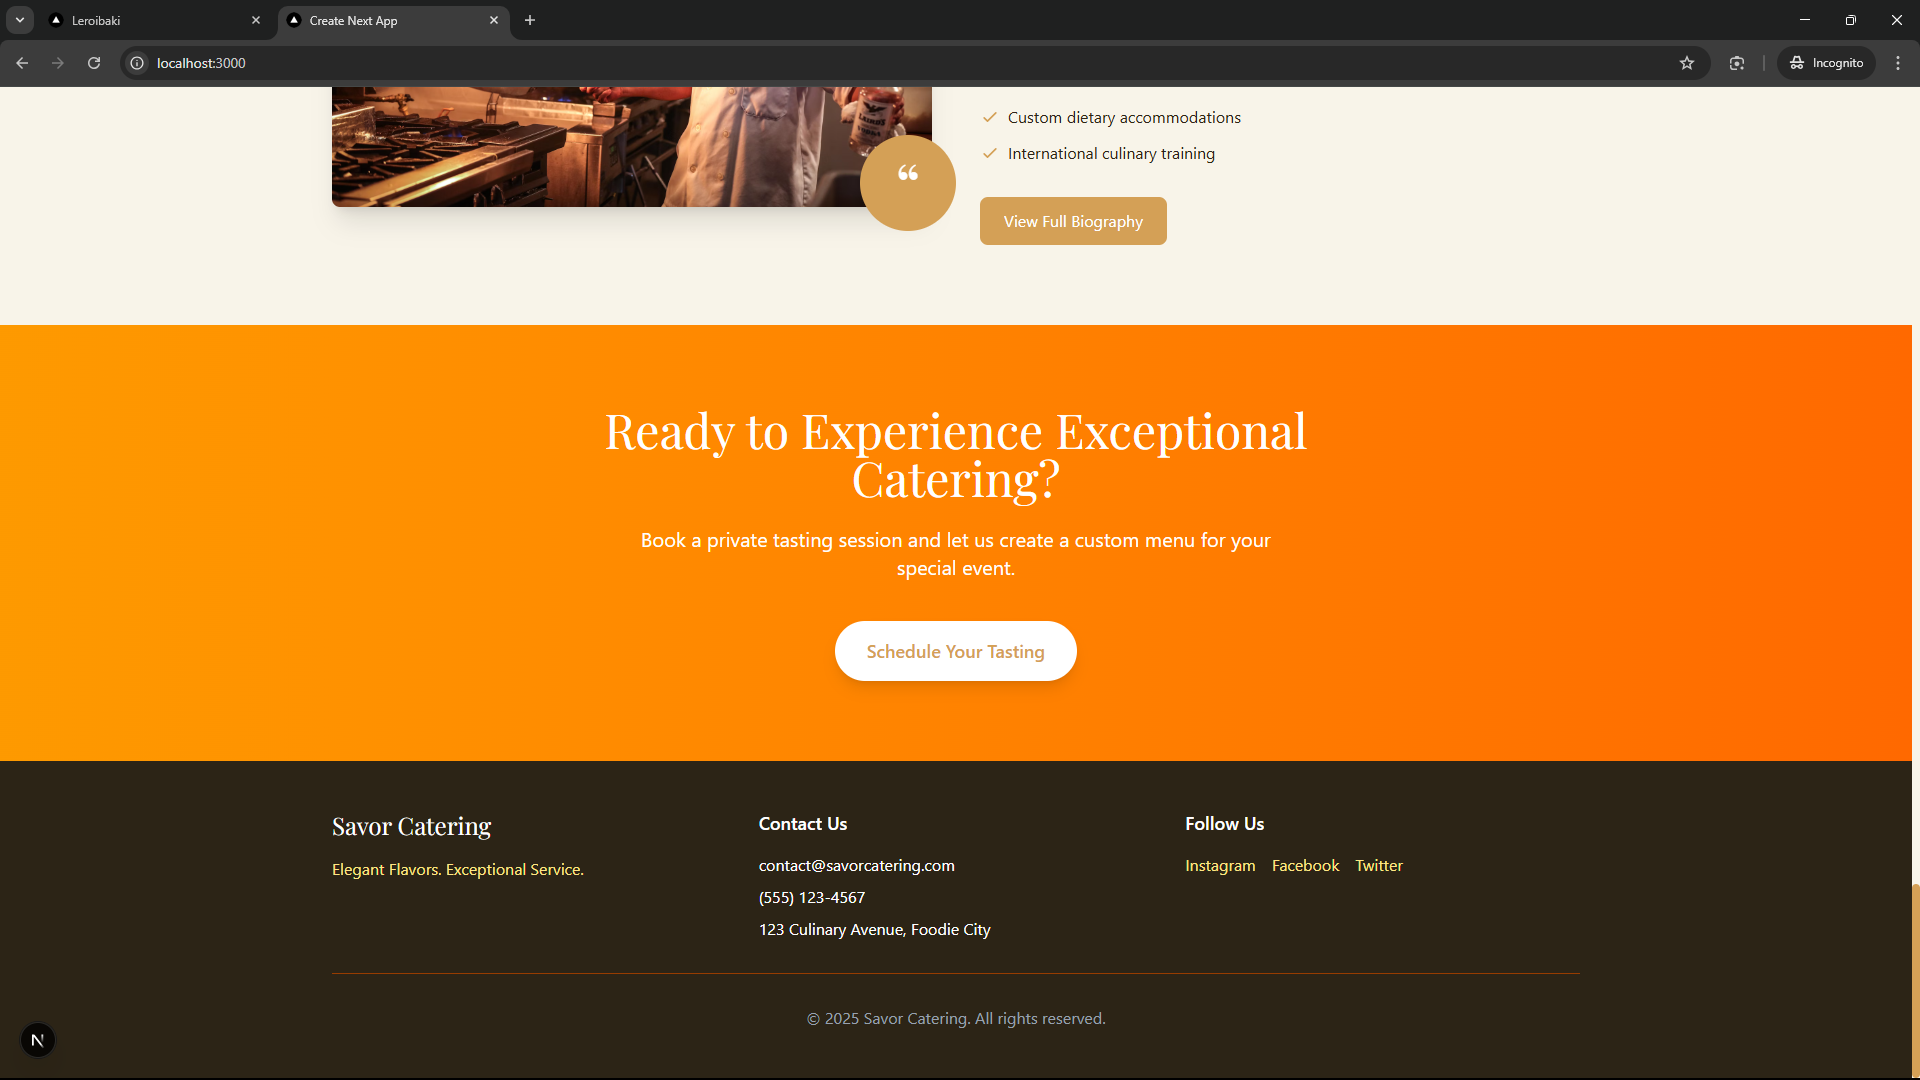 Leroibaki
Create Next App
localhost:3000
Incognito
Custom dietary accommodations
International culinary training
“
View Full Biography
Ready to Experience Exceptional
Catering?
Book a private tasting session and let us create a custom menu for your
special event.
Schedule Your Tasting
Savor Catering
Elegant Flavors. Exceptional Service.
Contact Us
contact@savorcatering.com
(555) 123-4567
123 Culinary Avenue, Foodie City
Follow Us
Instagram Facebook Twitter
© 2025 Savor Catering. All rights reserved.
N